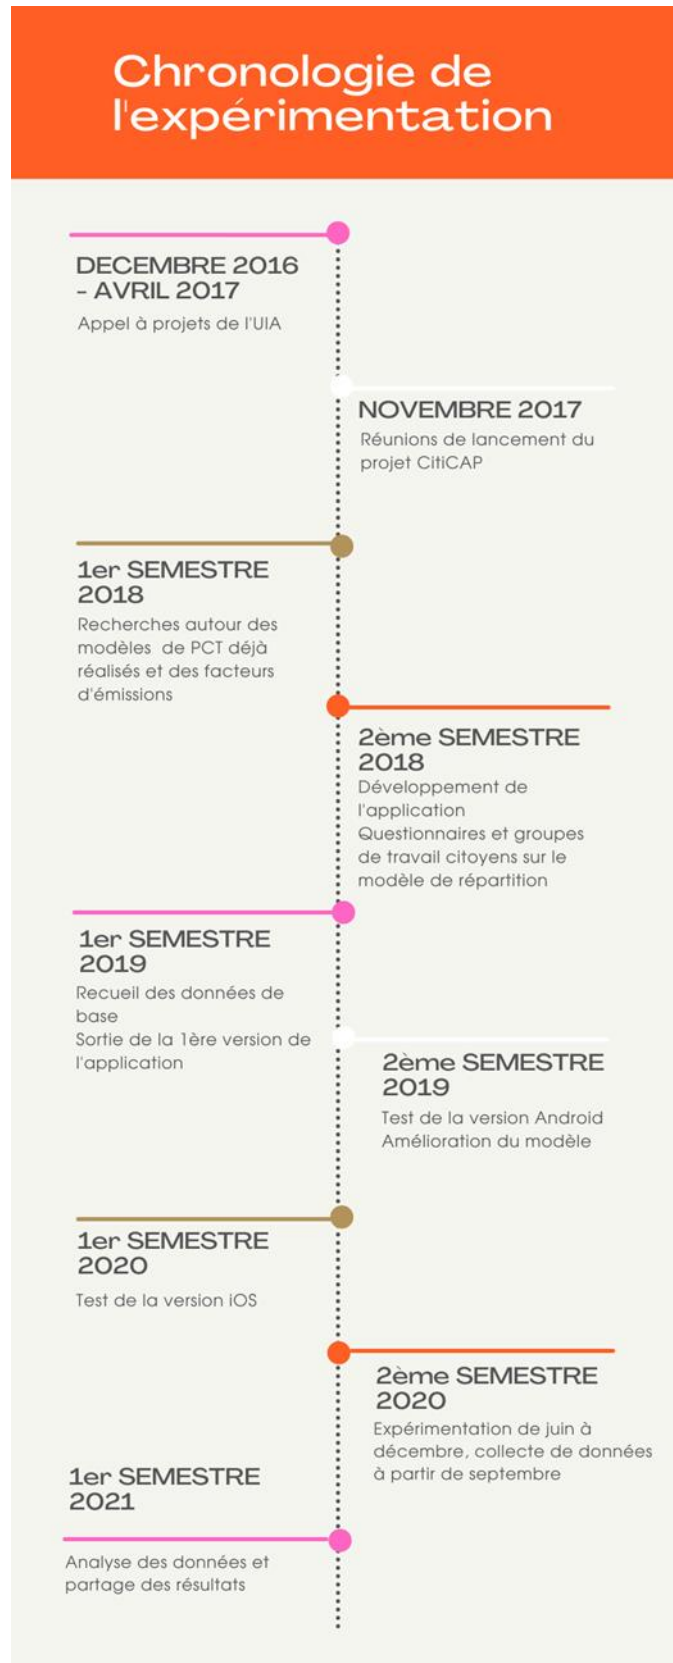 Chronologie de
l'expérimentation
DECEMBRE 2016
- AVRIL 2017
Appel à projets de l'UIA
NOVEMBRE 2017
Réunions de lancement du
projet CitiCAP
1er SEMESTRE
2018
Recherches autour des
modèles de PCT déjà
réalisés et des facteurs
d'émissions
2ème SEMESTRE
2018
Développement de
l'application
Questionnaires et groupes
de travail citoyens sur le
modèle de répartition
1er SEMESTRE
2019
Recueil des données de
base
Sortie de la 1ère version de
l'application
2ème SEMESTRE
2019
Test de la version Android
Amélioration du modèle
1er SEMESTRE
2020
Test de la version iOS
2ème SEMESTRE
2020
Expérimentation de juin à
décembre, collecte de données
à partir de septembre
1er SEMESTRE
2021
Analyse des données et
partage des résultats